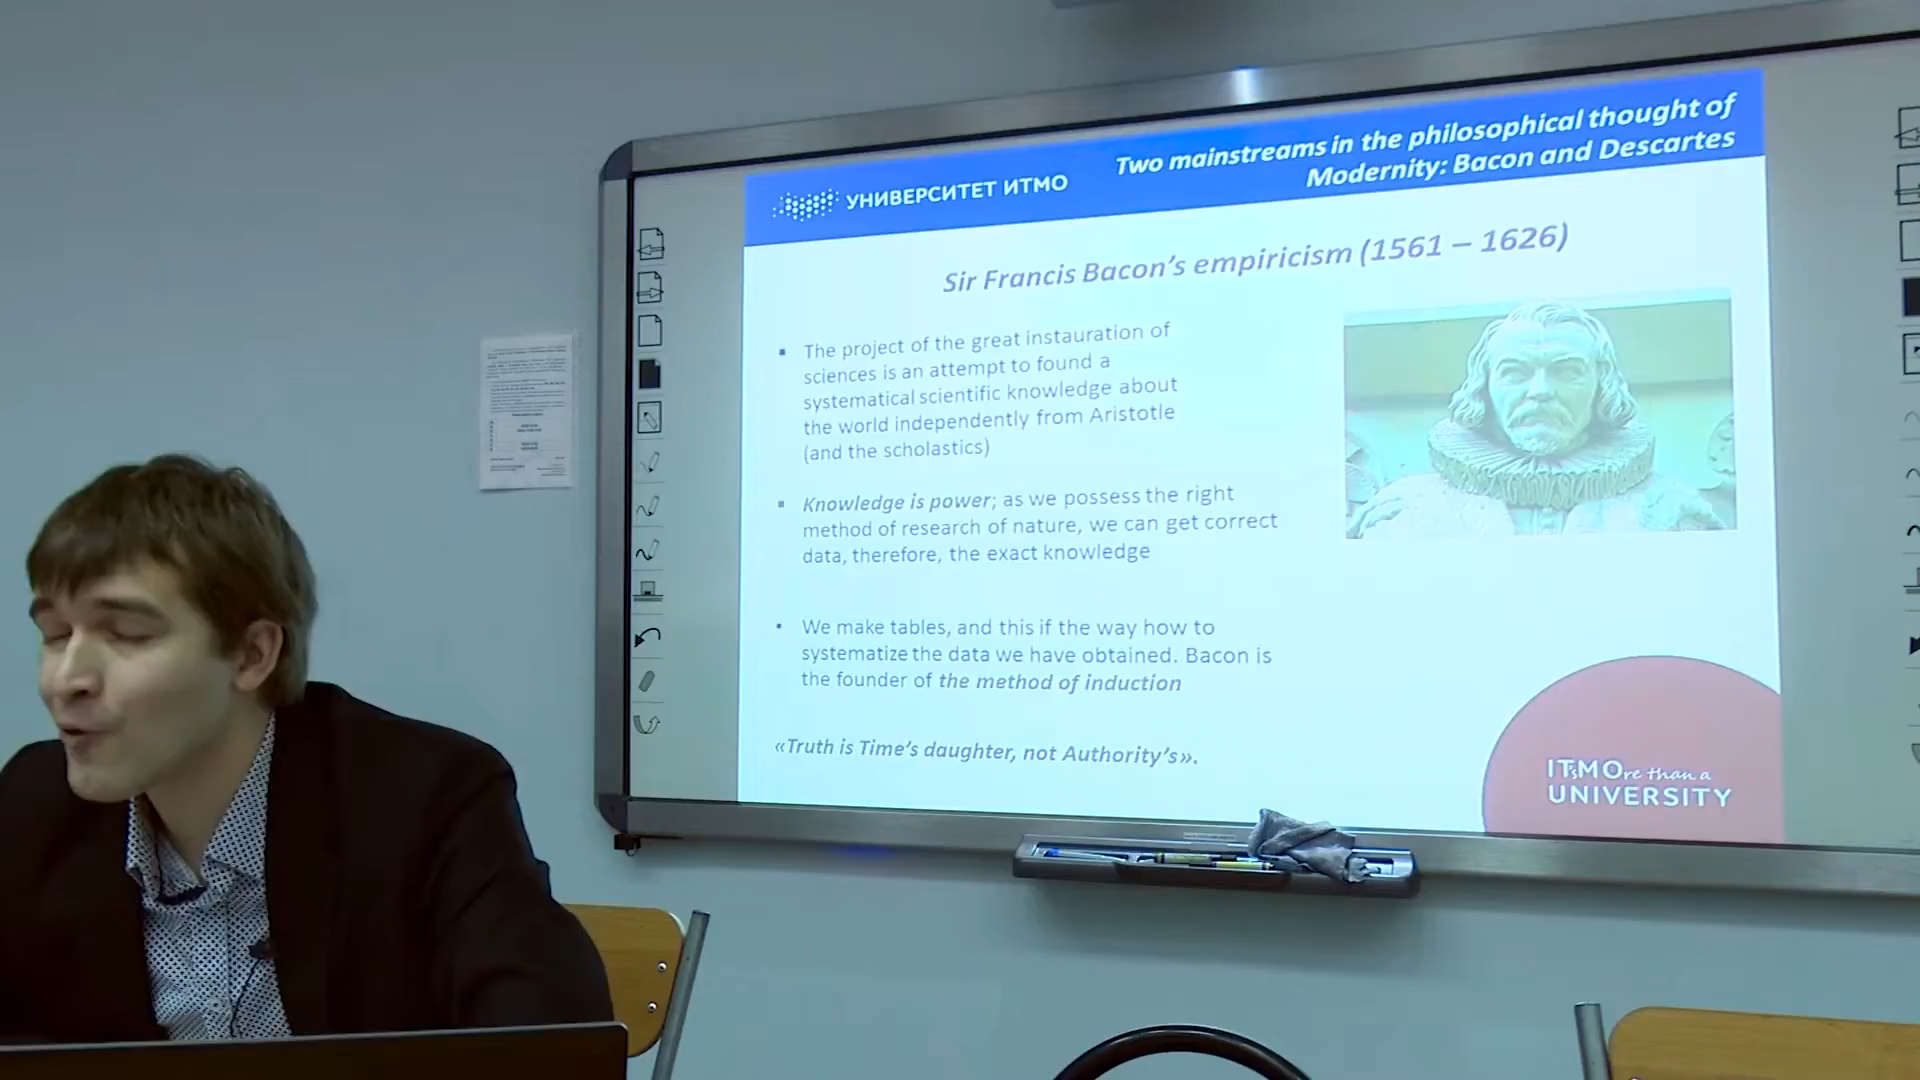 УНИВЕРСИТЕТ ИТМО
Two mainstreams in the philosophical thought of
Modernity: Bacon and Descartes
Sir Francis Bacon's empiricism (1561 – 1626)
The project of the great instauration of
sciences is an attempt to found a
systematical scientific knowledge about
the world independently from Aristotle
(and the scholastics)
Knowledge is power; as we possess the right
method of research of nature, we can get correct
data, therefore, the exact knowledge
We make tables, and this if the way how to
systematize the data we have obtained. Bacon is
the founder of the method of induction
«Truth is Time's daughter, not Authority's».
ITsMOre than a
UNIVERSITY